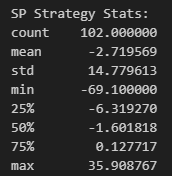 SP Strategy Stats:
count    102.000000
mean      -2.719569
std       14.779613
min      -69.100000
25%       -6.319270
50%       -1.601818
75%        0.127717
max       35.908767